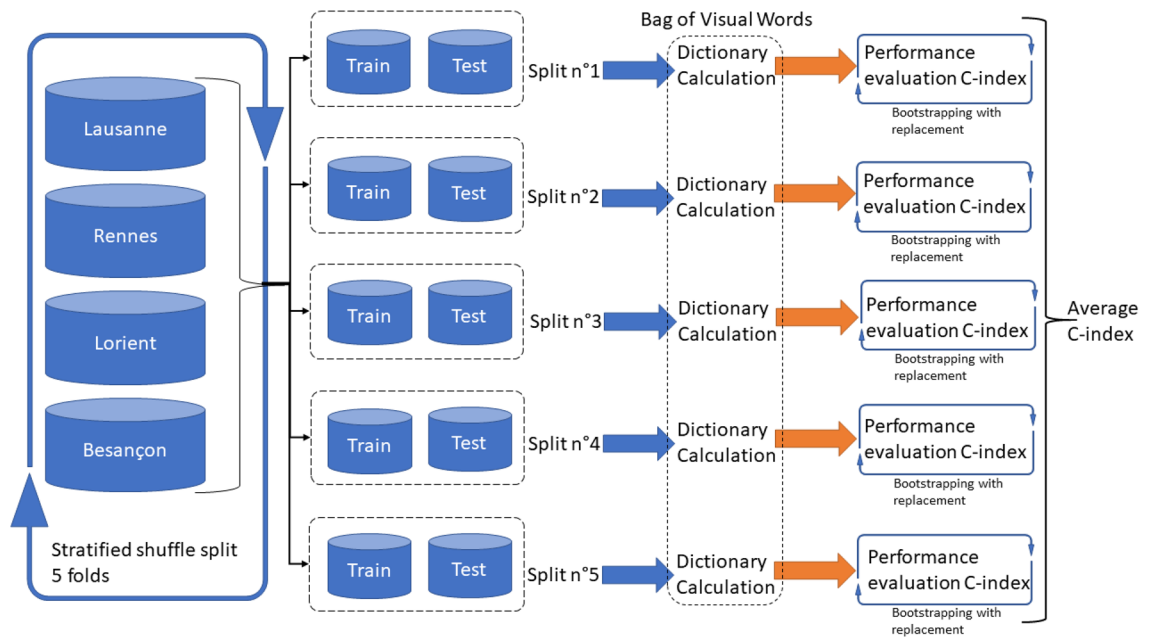 Bag of Visual Words
Lausanne
Rennes
Lorient
Besançon
Stratified shuffle split
5 folds
Train
Test
Split n°1
Dictionary
Calculation
Performance
evaluation C-index
Bootstrapping with
replacement
Train
Test
Split n°2
Dictionary
Calculation
Performance
evaluation C-index
Bootstrapping with
replacement
Train
Test
Split n°3
Dictionary
Calculation
Performance
evaluation C-index
Bootstrapping with
replacement
Train
Test
Split n°4
Dictionary
Calculation
Performance
evaluation C-index
Bootstrapping with
replacement
Train
Test
Split n°5
Dictionary
Calculation
Performance
evaluation C-index
Bootstrapping with
replacement
Average
C-index